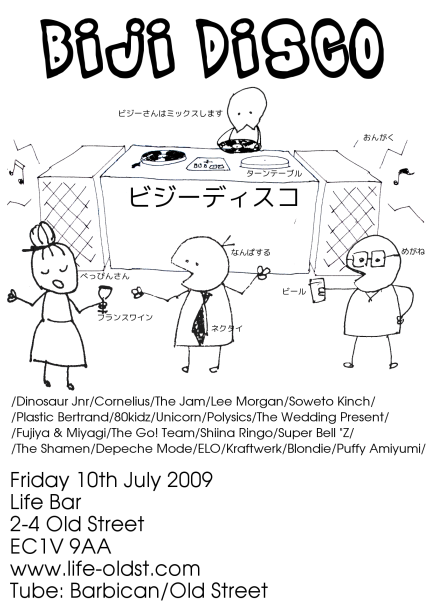 BiJi DiSCO
ビジーさんはミックスします
おんがく
ターンテーブル
ビジーディスコ
なんぱする
めがね
べっぴんさん
ビール
フランスワイン
ネクタイ
/Dinosaur Jnr/Cornelius/The Jam/Lee Morgan/Soweto Kinch/
/Plastic Bertrand/80kidz/Unicorn/Polysics/The Wedding Present/
/Fujiya & Miyagi/The Go! Team/Shiina Ringo/Super Bell "Z/
/The Shamen/Depeche Mode/ELO/Kraftwerk/Blondie/Puffy Amiyumi/
Friday 10th July 2009
Life Bar
2-4 Old Street
EC1V 9AA
www.life-oldst.com
Tube: Barbican/Old Street